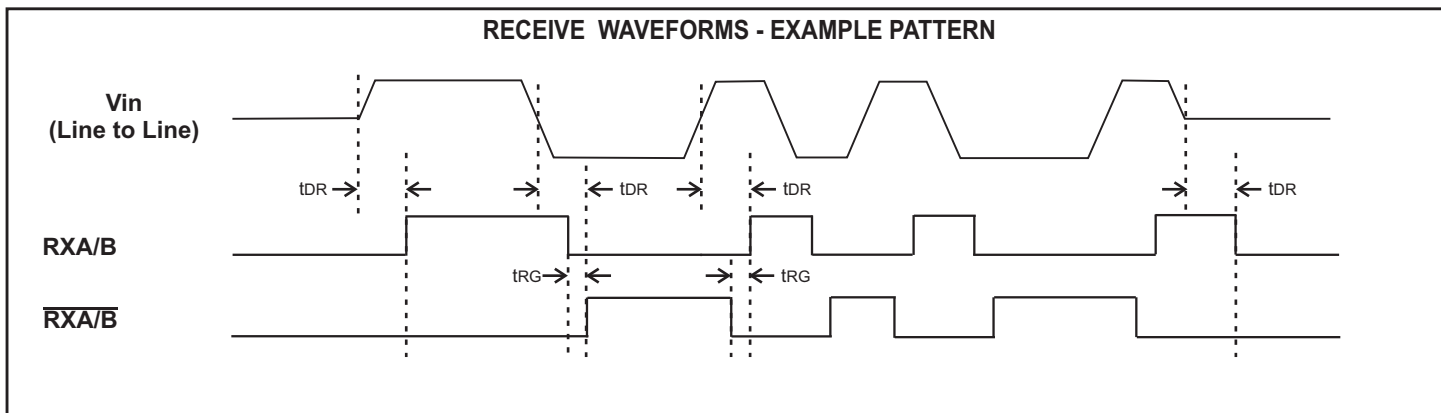 RECEIVE WAVEFORMS - EXAMPLE PATTERN
Vin
(Line to Line)
tDR tDR tDR tDR
RXA/B
tRG tRG
RXA/B